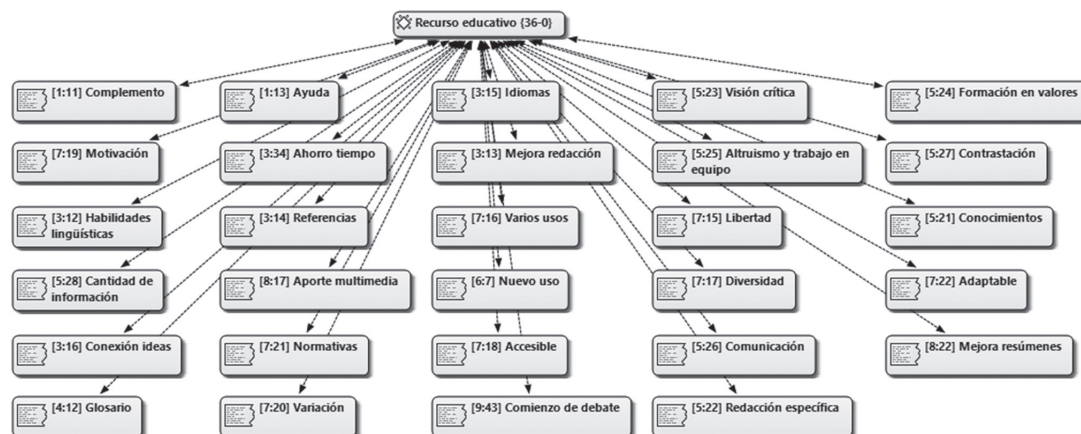 Recurso educativo {36-0}
[1:11] Complemento
[1:13] Ayuda
[3:15] Idiomas
[5:23] Visión crítica
[5:24] Formación en valores
[7:19] Motivación
[3:34] Ahorro tiempo
[3:13] Mejora redacción
[5:25] Altruismo y trabajo en
equipo
[5:27] Contrastación
[3:12] Habilidades
lingüísticas
[3:14] Referencias
[7:16] Varios usos
[7:15] Libertad
[5:21] Conocimientos
[5:28] Cantidad de
información
[8:17] Aporte multimedia
[6:7] Nuevo uso
[7:17] Diversidad
[7:22] Adaptable
[3:16] Conexión ideas
[7:21] Normativas
[7:18] Accesible
[5:26] Comunicación
[8:22] Mejora resúmenes
[4:12] Glosario
[7:20] Variación
[9:43] Comienzo de debate
[5:22] Redacción específica